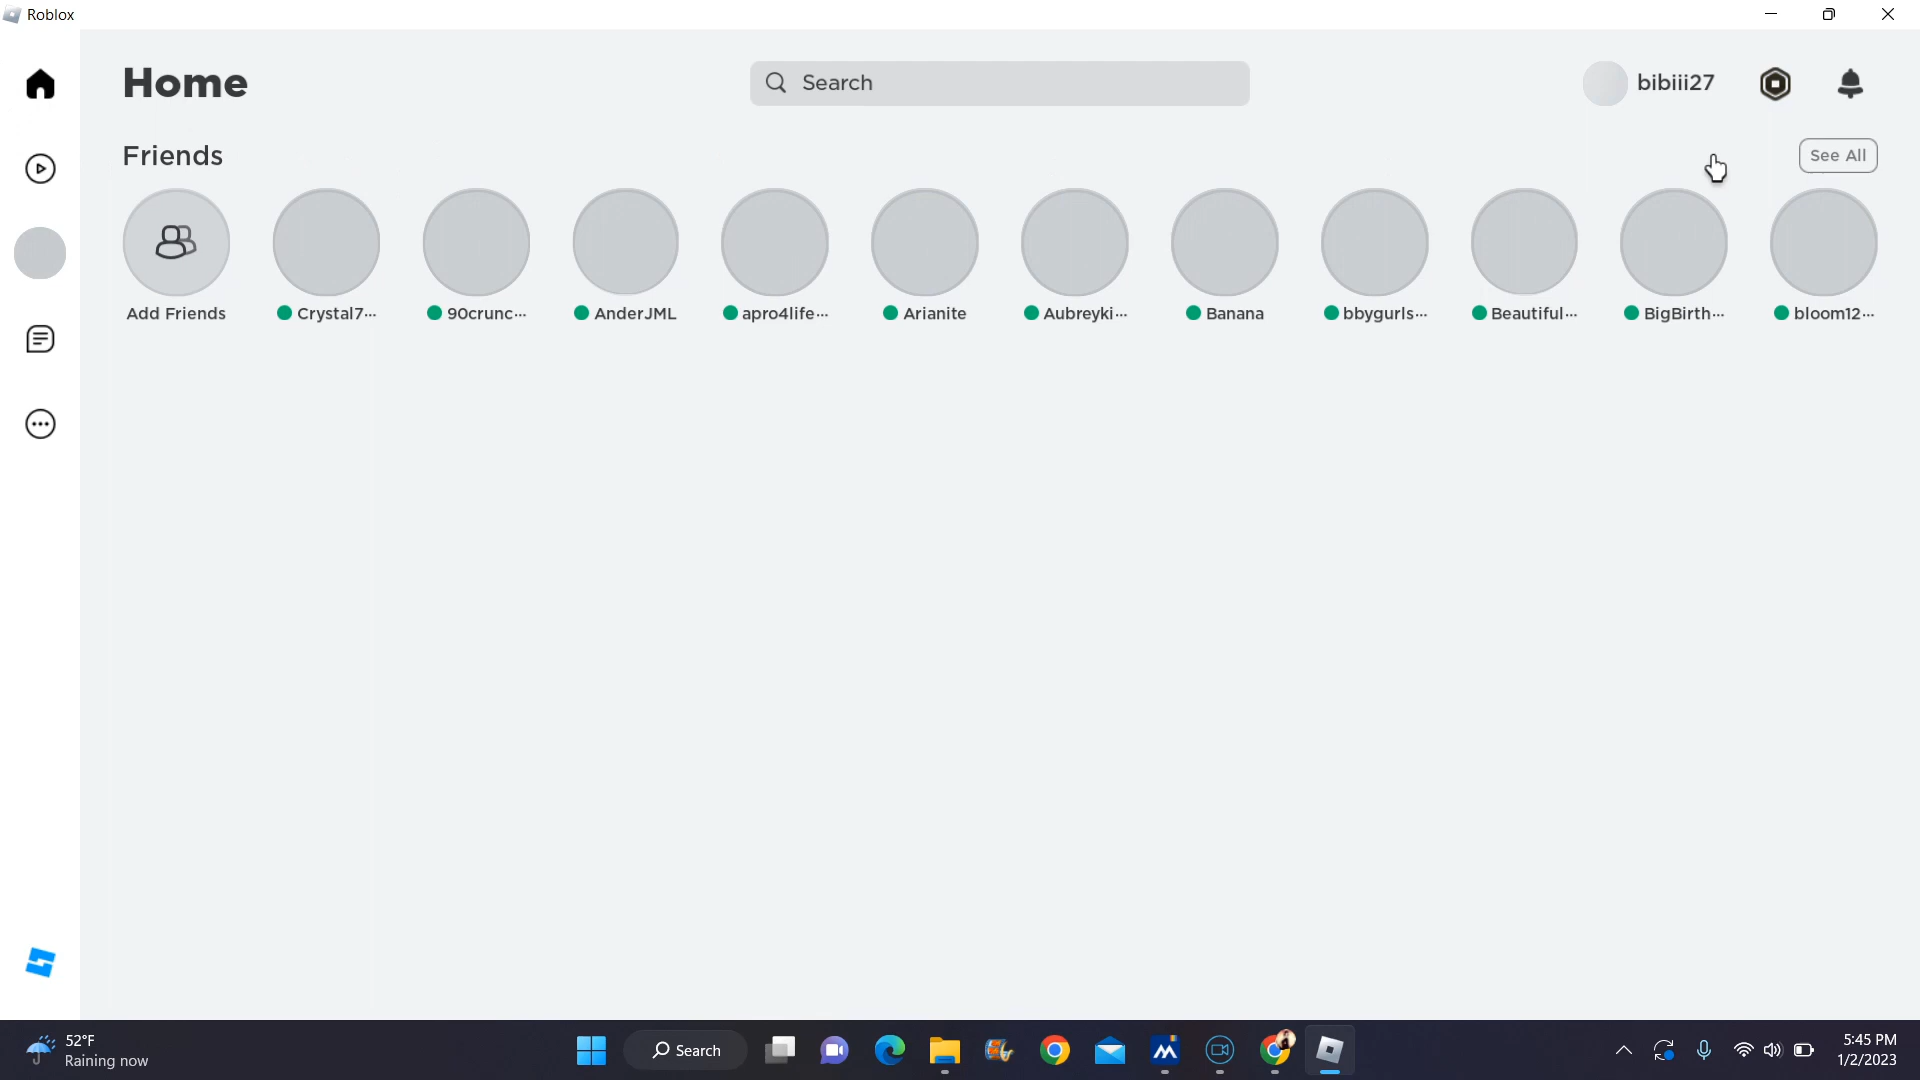 Roblox
Home
Search
bibiii27
Friends
See All
Add Friends
Crystal7...
90crunc...
AnderJML
apro4life...
Arianite
Aubreyki...
Banana
bbygurls...
Beautiful...
BigBirth...
bloom12...
52°F
Raining now
Search
5:45 PM
1/2/2023